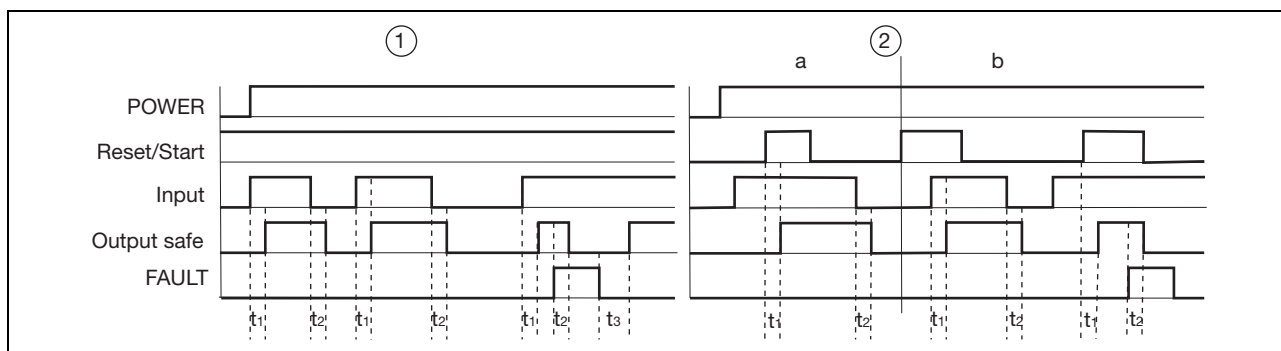 ① ②
a b
POWER
Reset/Start
Input
Output safe
FAULT
t1 t2 t1 t2 t1 t2 t3 t1 t2 t1 t2 t1 t2